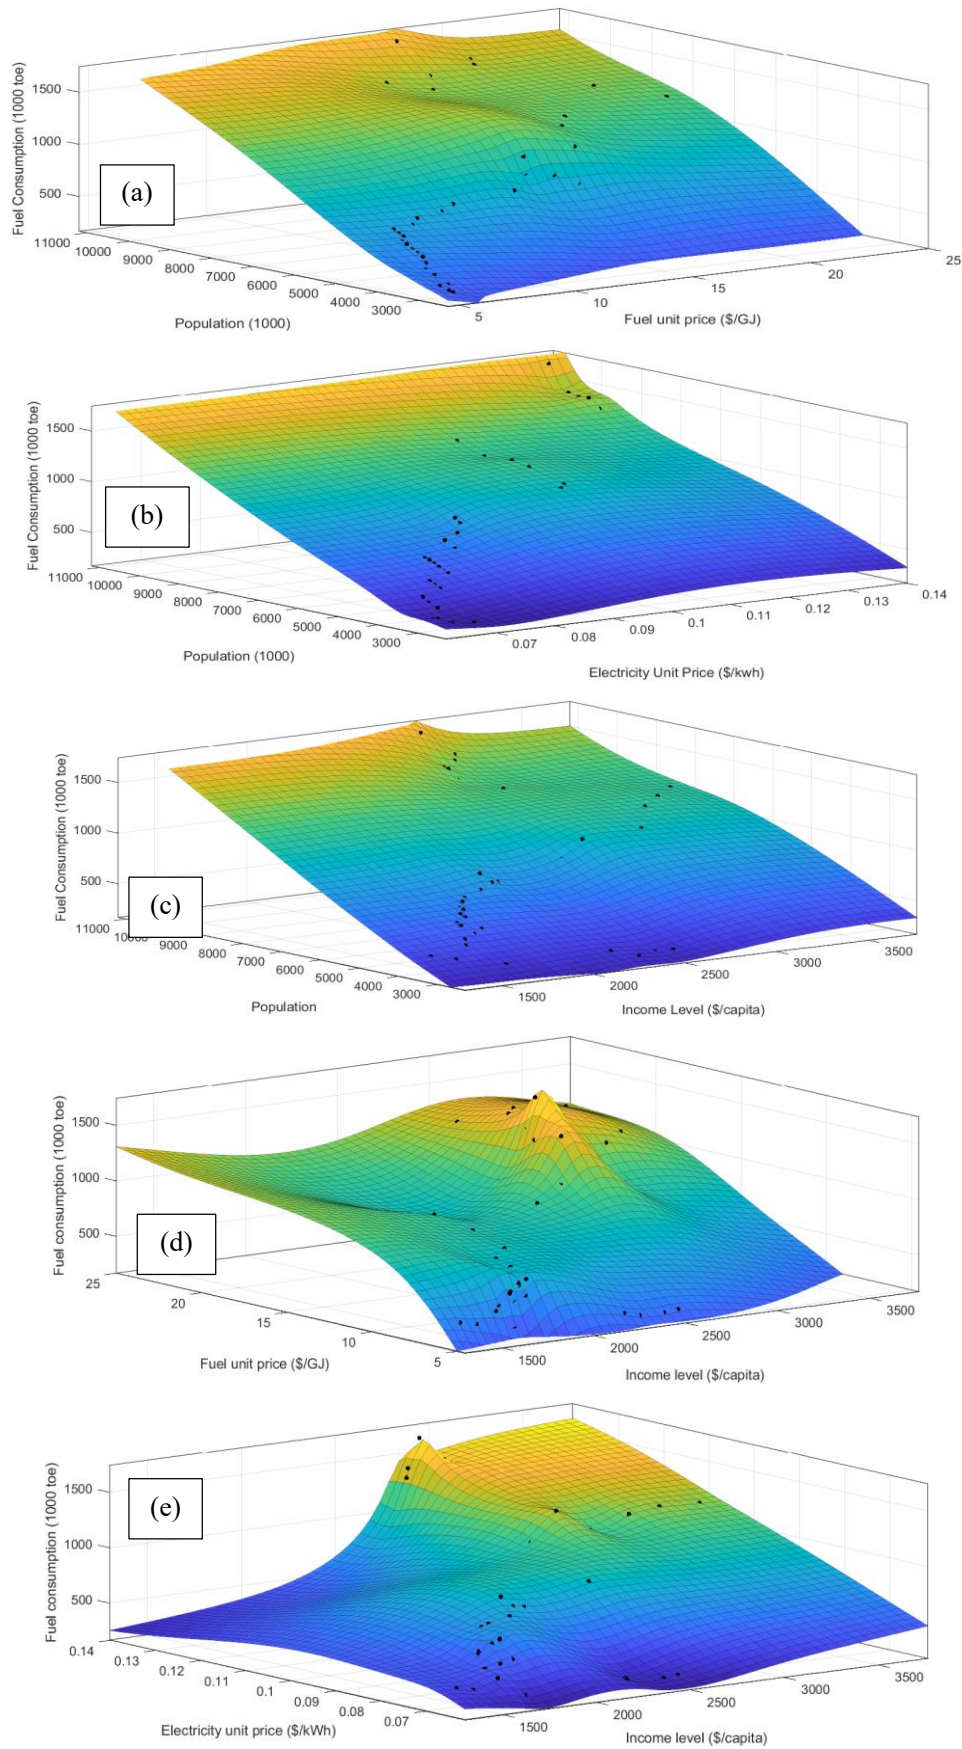 Fuel Consumption (1000 toe)
1500
1000
500
(a)
11000 10000 9000 8000 7000 6000 5000 4000 3000
5 10 15 20 25
Population (1000)
Fuel unit price ($/GJ)
Fuel Consumption (1000 toe)
1500
1000
500
(b)
11000 10000 9000 8000 7000 6000 5000 4000 3000
0.07 0.08 0.09 0.1 0.11 0.12 0.13 0.14
Population (1000)
Electricity Unit Price ($/kwh)
Fuel Consumption (1000 toe)
1500
1000
500
(c)
11000 9000 8000 7000 6000 5000 4000 3000
1500 2000 2500 3000 3500
Population
Income Level ($/capita)
Fuel consumption (1000 toe)
1500
1000
500
(d)
25 20 15 10 5
1500 2000 2500 3000 3500
Fuel unit price ($/GJ)
Income level ($/capita)
Fuel consumption (1000 toe)
1500
1000
500
(e)
0.14 0.13 0.12 0.11 0.1 0.09 0.08 0.07
1500 2000 2500 3000 3500
Electricity unit price ($/kWh)
Income level ($/capita)